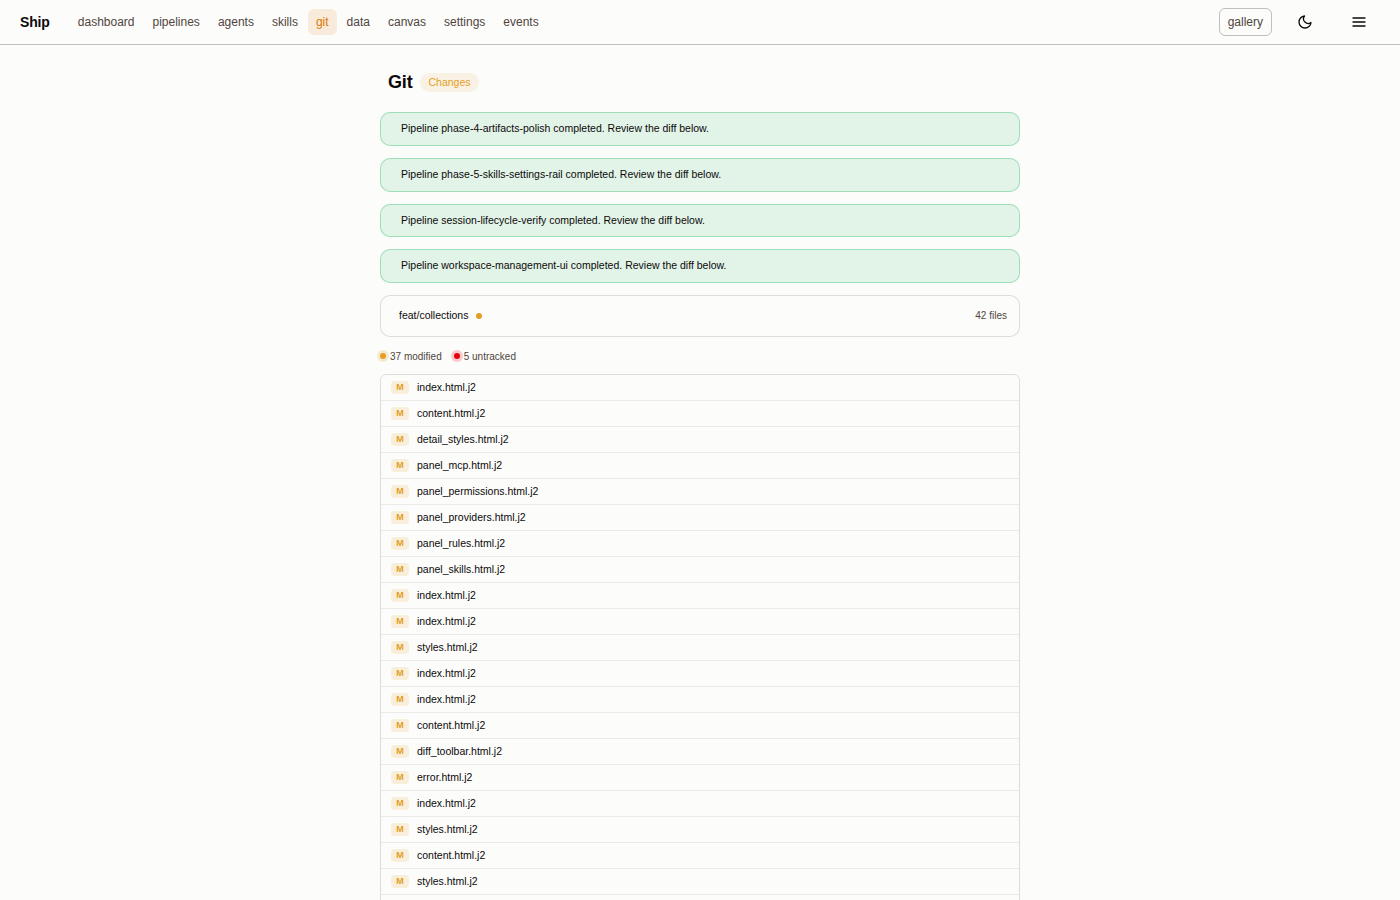 Ship dashboard pipelines agents skills git data canvas settings events gallery
Git Changes
Pipeline phase-4-artifacts-polish completed. Review the diff below.
Pipeline phase-5-skills-settings-rail completed. Review the diff below.
Pipeline session-lifecycle-verify completed. Review the diff below.
Pipeline workspace-management-ui completed. Review the diff below.
feat/collections 42 files
37 modified 5 untracked
M index.html.j2
M content.html.j2
M detail_styles.html.j2
M panel_mcp.html.j2
M panel_permissions.html.j2
M panel_providers.html.j2
M panel_rules.html.j2
M panel_skills.html.j2
M index.html.j2
M index.html.j2
M styles.html.j2
M index.html.j2
M index.html.j2
M content.html.j2
M diff_toolbar.html.j2
M error.html.j2
M index.html.j2
M styles.html.j2
M content.html.j2
M styles.html.j2